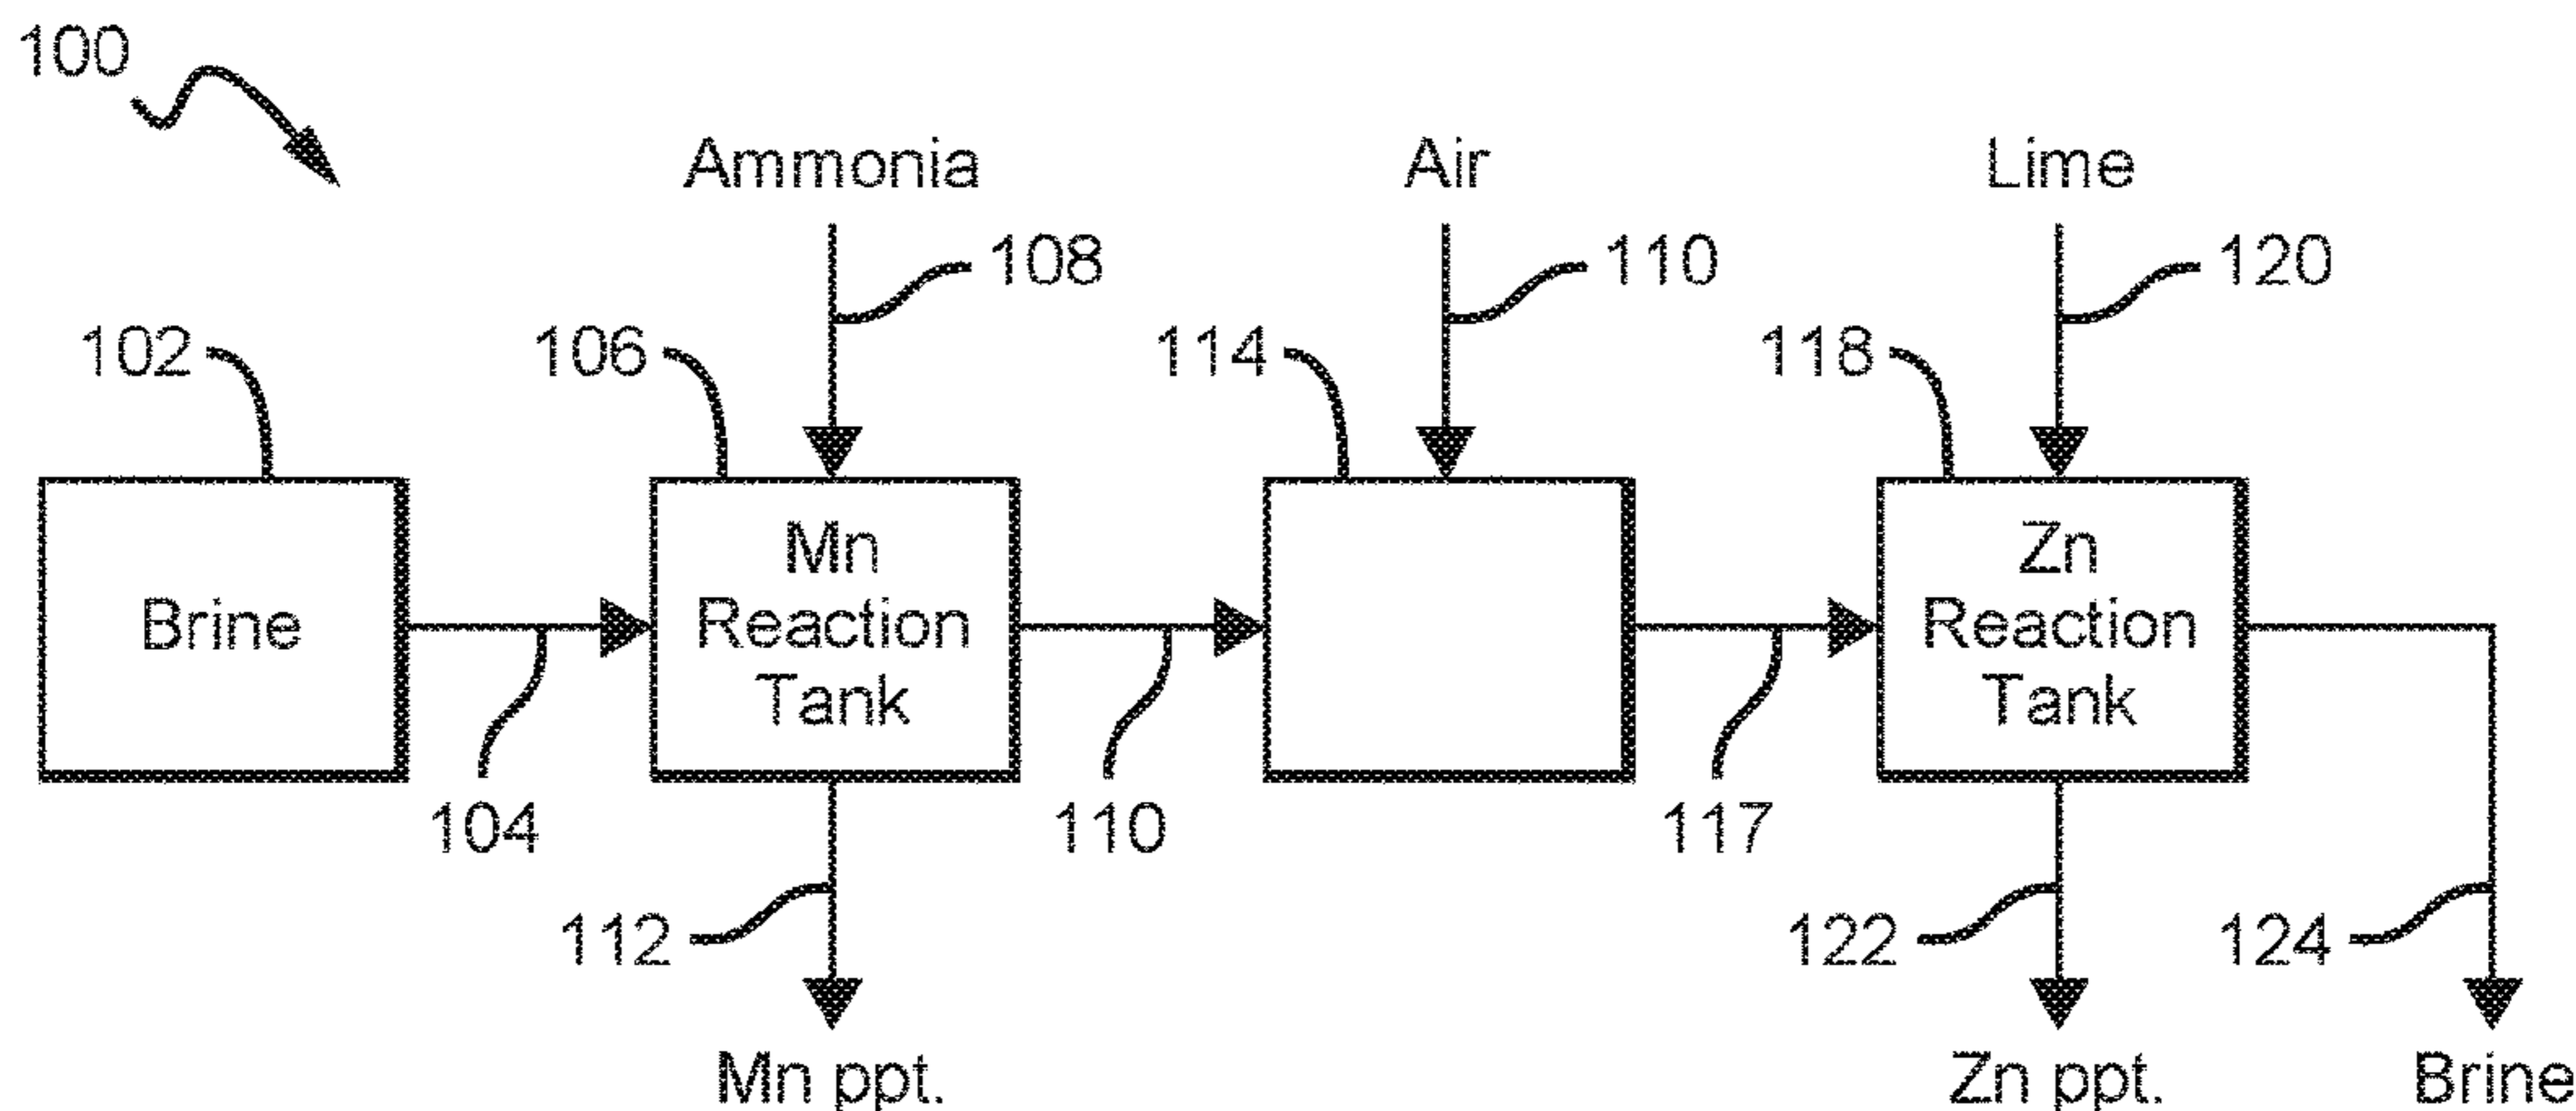 100
Ammonia
Air
Lime
108
110
120
102
106
114
118
Brine
Mn
Reaction
Tank
Zn
Reaction
Tank
104
110
117
112
122
124
Mn ppt.
Zn ppt.
Brine